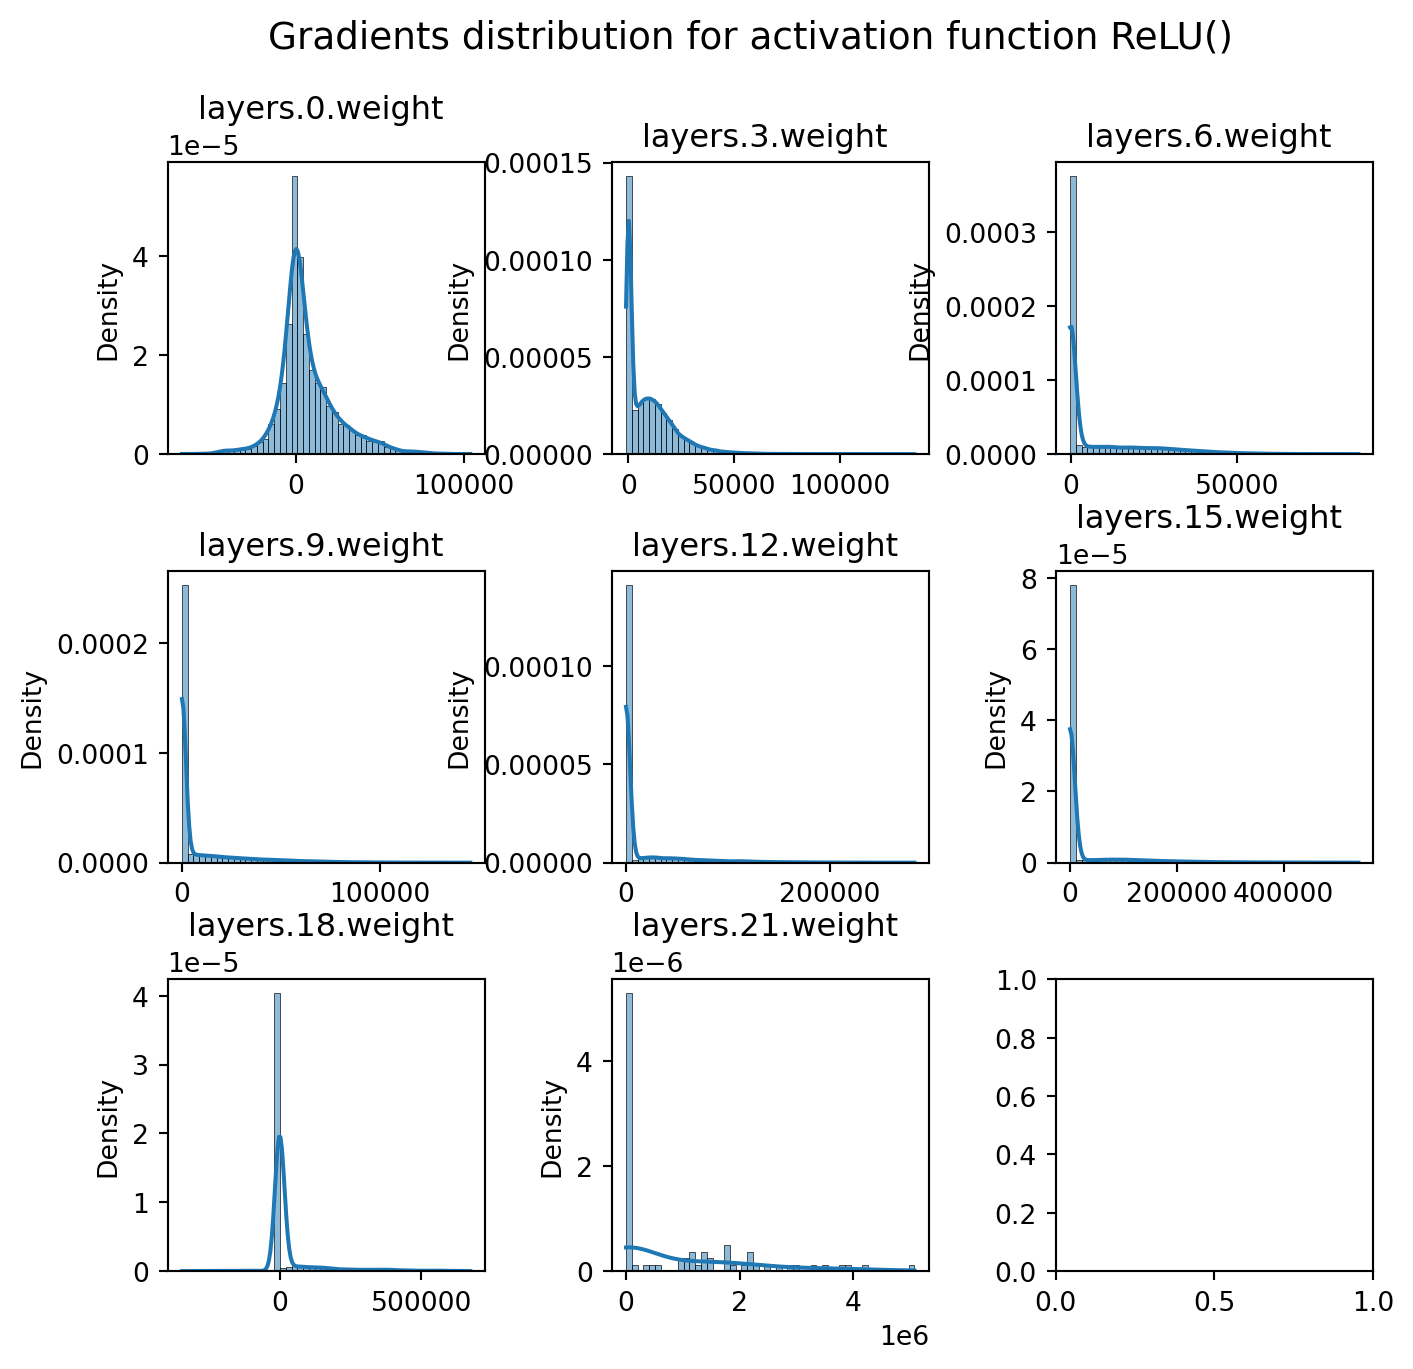 Gradients distribution for activation function ReLU()
layers.0.weight
1e−5
Density
4
2
0
0
100000
layers.3.weight
Density
0.00015
0.00010
0.00005
0.00000
0
50000
100000
layers.6.weight
Density
0.0003
0.0002
0.0001
0.0000
0
50000
layers.9.weight
Density
0.0002
0.0001
0.0000
0
100000
layers.12.weight
Density
0.00010
0.00005
0.00000
0
200000
layers.15.weight
1e−5
Density
8
6
4
2
0
0
200000
400000
layers.18.weight
1e−5
Density
4
3
2
1
0
0
500000
layers.21.weight
1e−6
Density
4
2
0
0
2
4
1e6
1.0
0.8
0.6
0.4
0.2
0.0
0.0
0.5
1.0